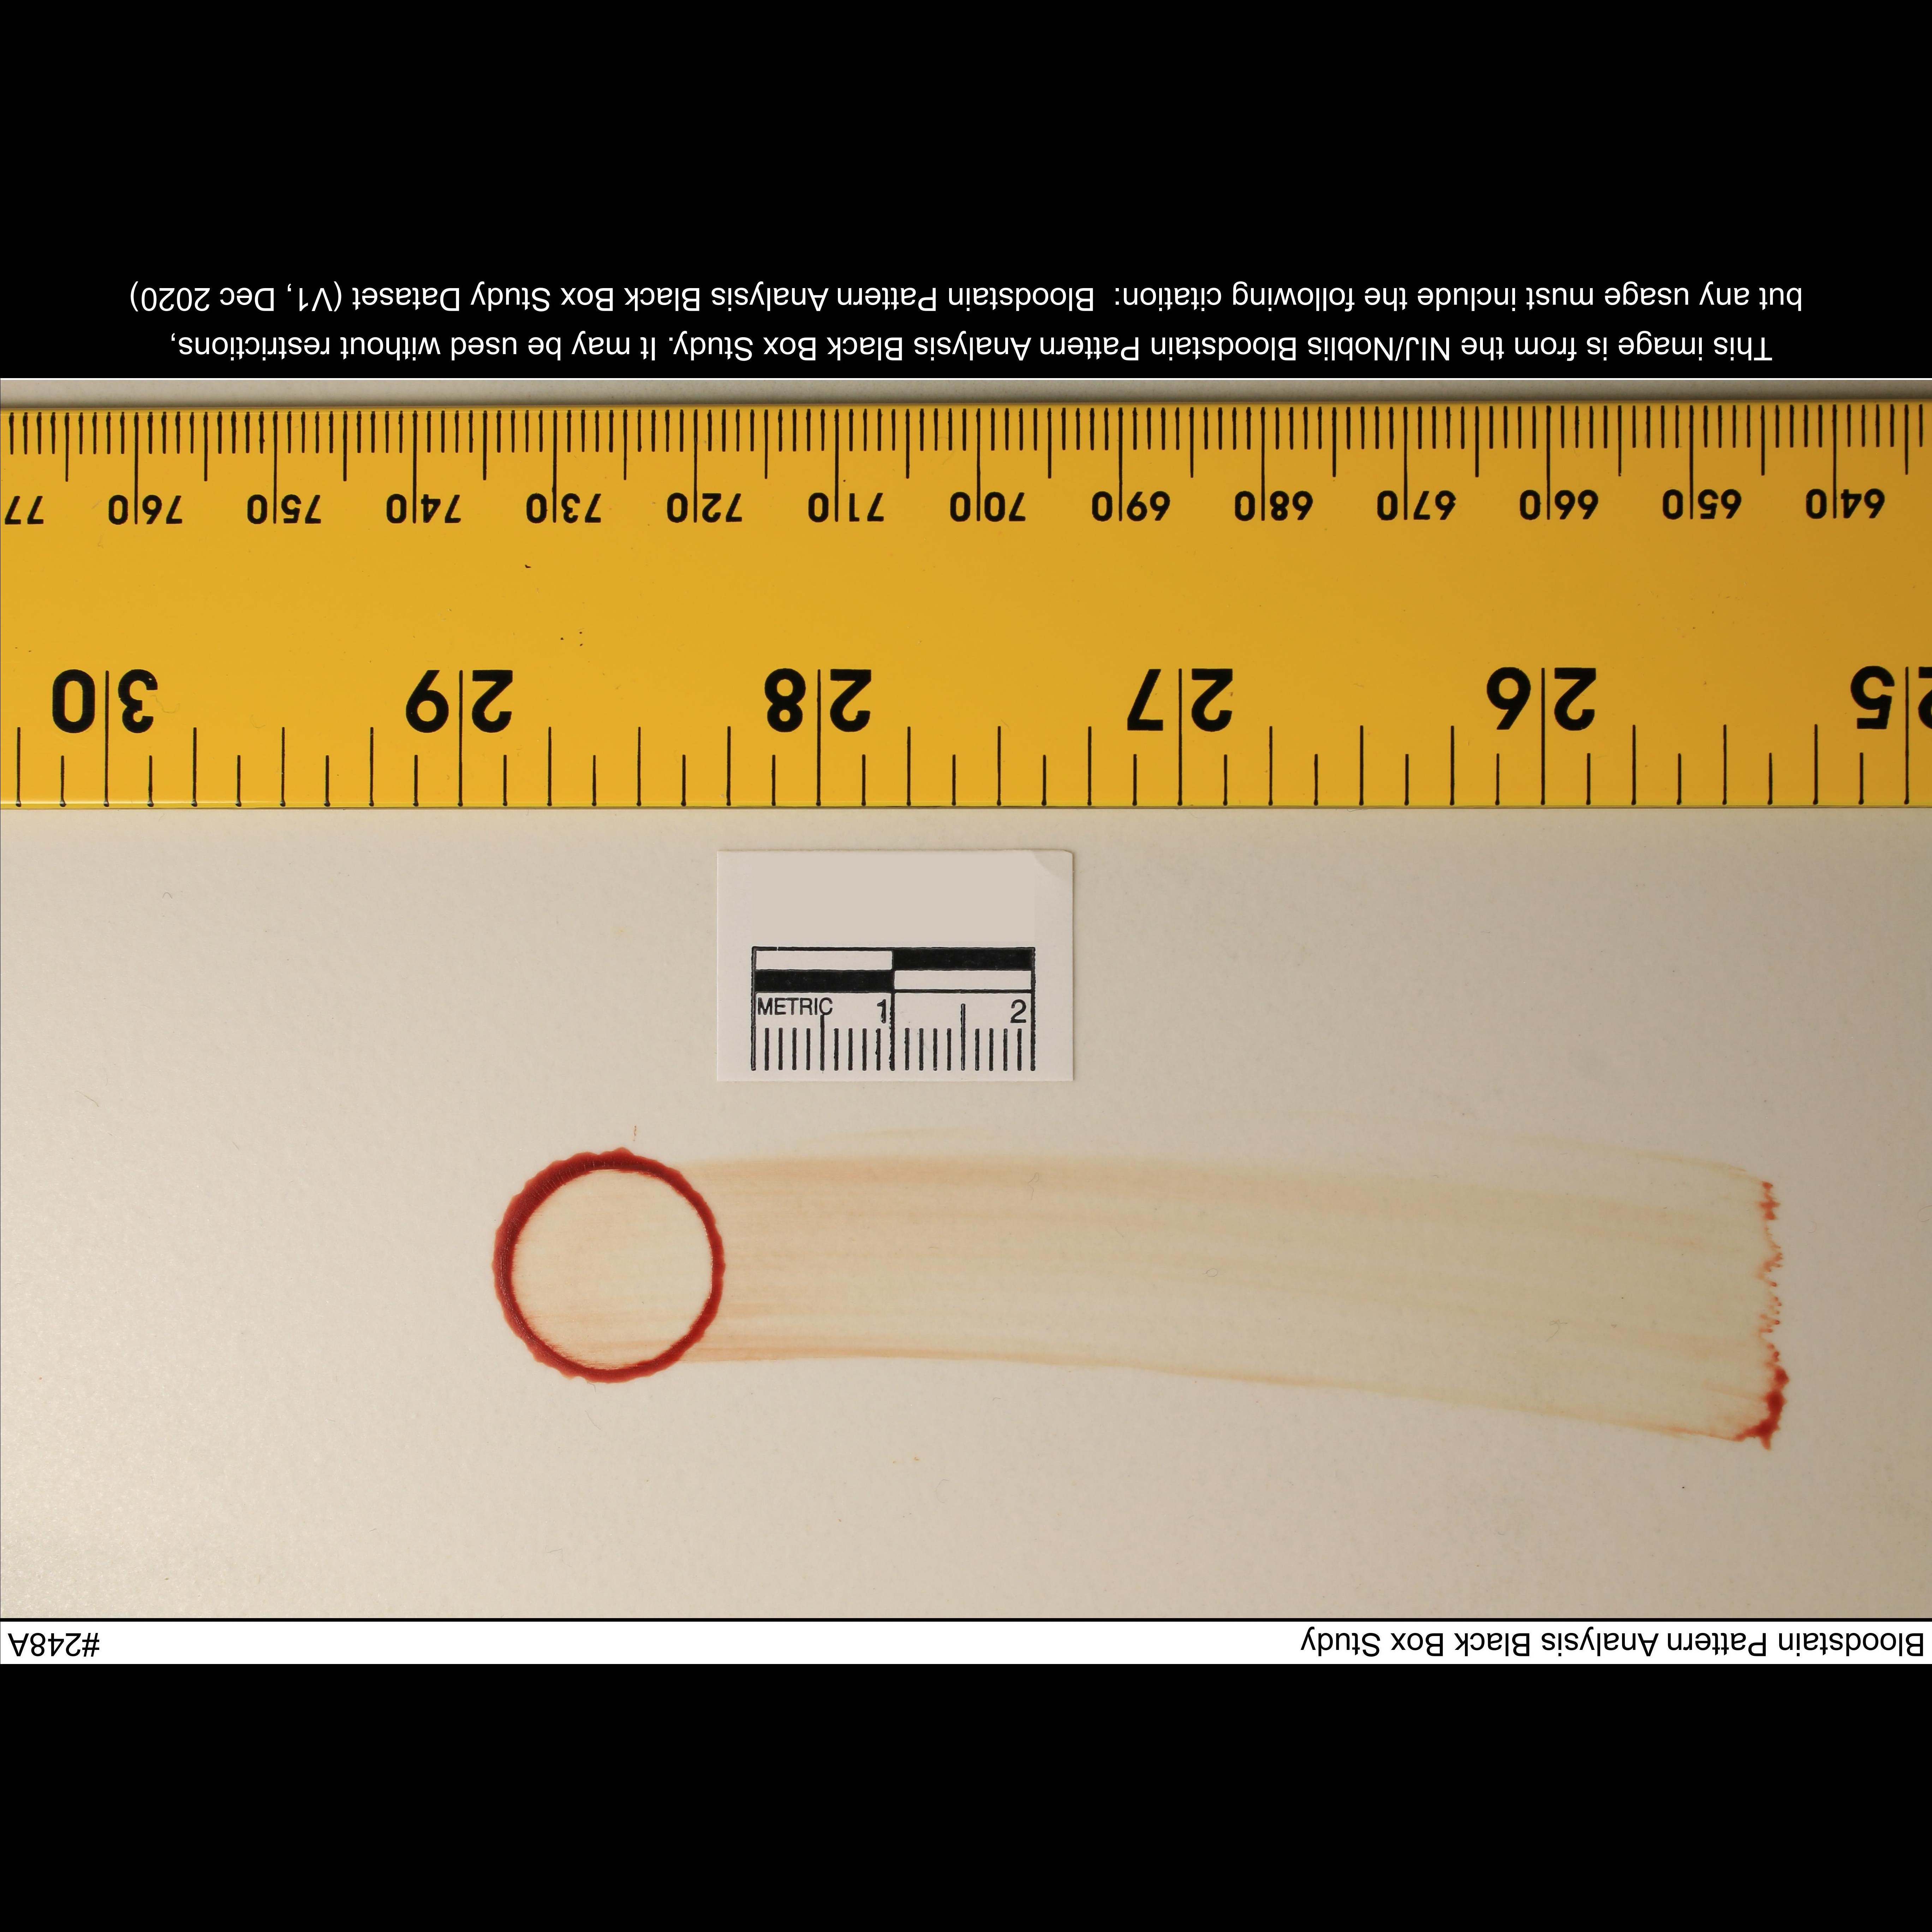 Bloodstain Pattern Analysis Black Box Study #248A
METRIC 1 2
25 26 27 28 29 30
640 650 660 670 680 690 700 710 720 730 740 750 760 77
This image is from the NIJ/Noblis Bloodstain Pattern Analysis Black Box Study. It may be used without restrictions,
but any usage must include the following citation: Bloodstain Pattern Analysis Black Box Study Dataset (V1, Dec 2020)